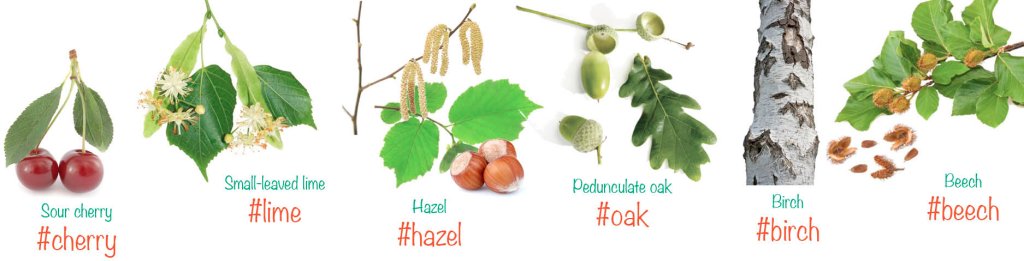 Sour cherry
#cherry
Small-leaved lime
#lime
Hazel
#hazel
Pedunculate oak
#oak
Birch
#birch
Beech
#beech